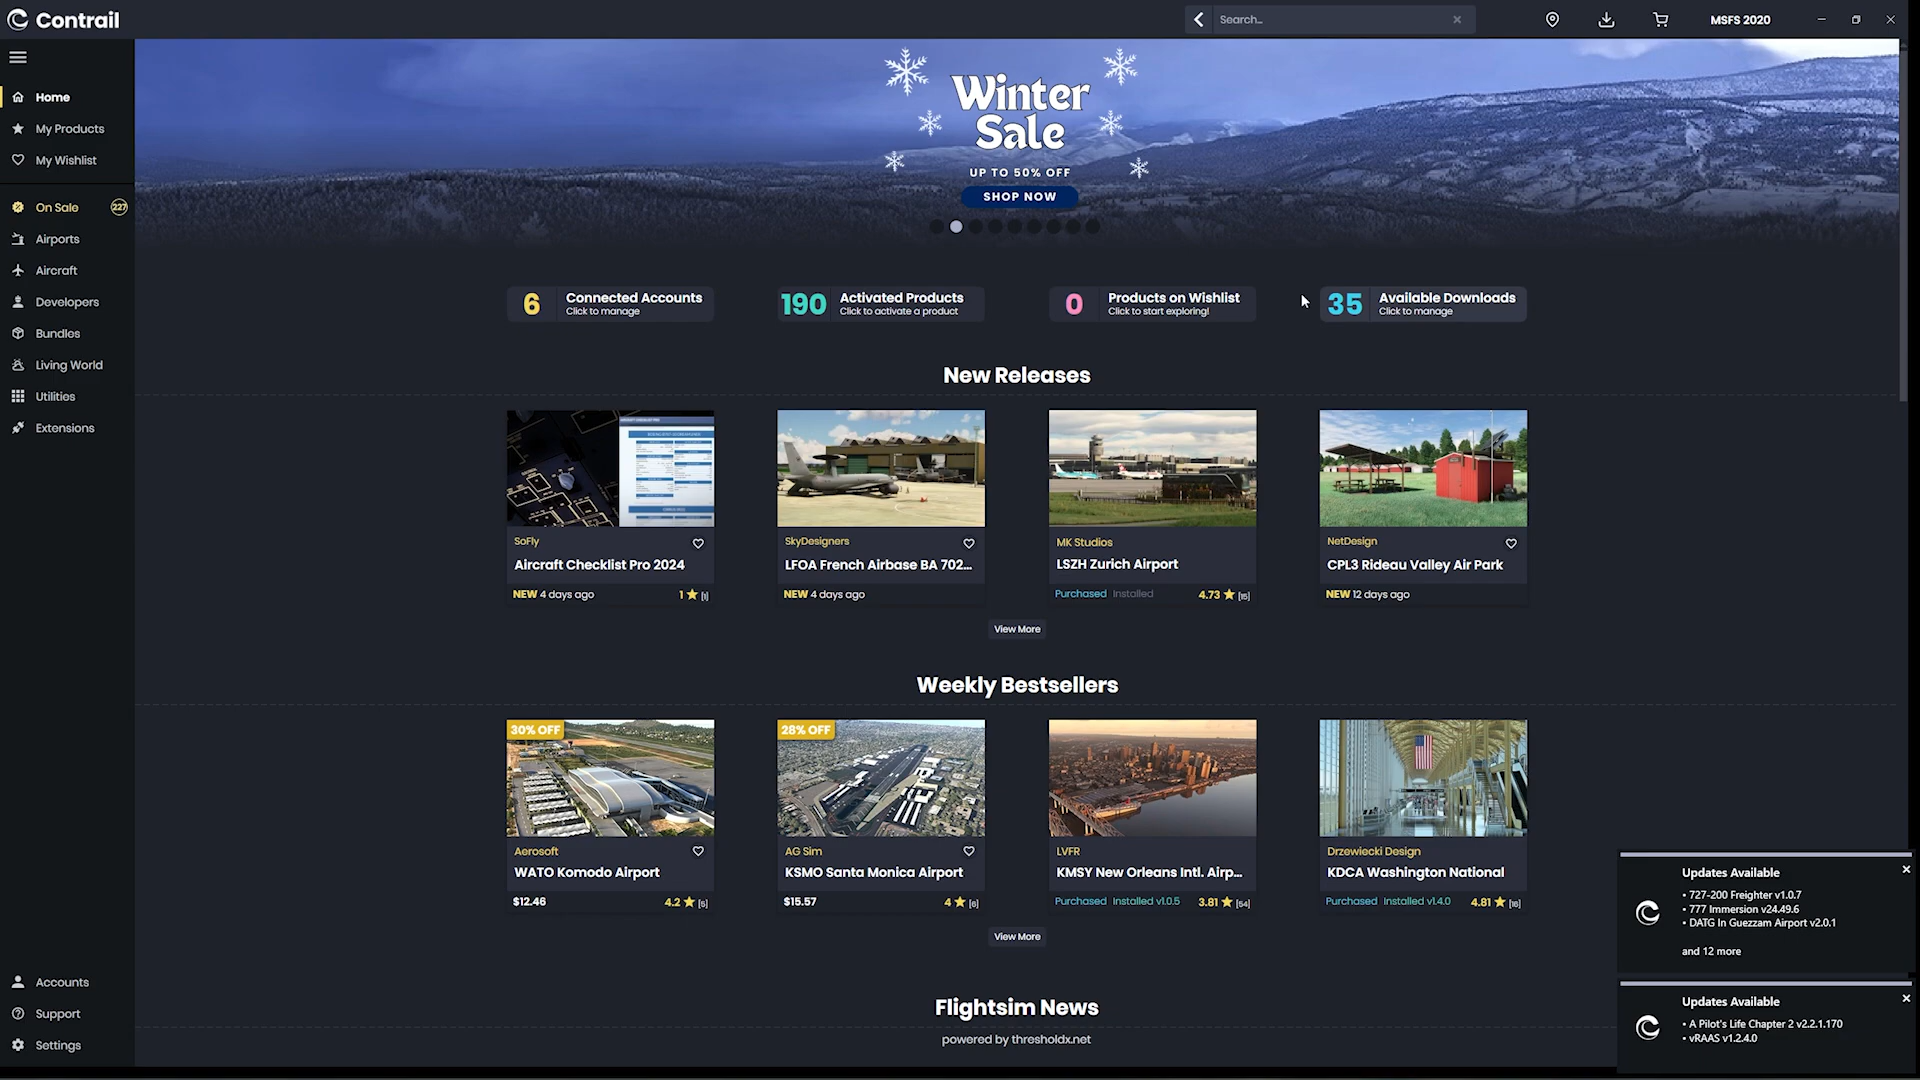 Contrail
Search...
MSFS 2020
Home
My Products
My Wishlist
On Sale
227
Airports
Aircraft
Developers
Bundles
Living World
Utilities
Extensions
Accounts
Support
Settings
Winter
Sale
UP TO 50% OFF
SHOP NOW
6 Connected Accounts
Click to manage
190 Activated Products
Click to activate a product
0 Products on Wishlist
Click to start exploring!
35 Available Downloads
Click to manage
New Releases
SoFly
Aircraft Checklist Pro 2024
NEW 4 days ago
1 ★ [1]
SkyDesigners
LFOA French Airbase BA 702...
NEW 4 days ago
MK Studios
LSZH Zurich Airport
Purchased Installed
4.73 ★ [15]
NetDesign
CPL3 Rideau Valley Air Park
NEW 12 days ago
View More
Weekly Bestsellers
30% OFF
Aerosoft
WATO Komodo Airport
$12.46
4.2 ★ [5]
28% OFF
AG Sim
KSMO Santa Monica Airport
$15.57
4 ★ [6]
LVFR
KMSY New Orleans Intl. Airp...
Purchased Installed v1.0.5
3.81 ★ [54]
Drzewiecki Design
KDCA Washington National
Purchased Installed v1.4.0
4.81 ★ [16]
View More
Flightsim News
powered by thresholdx.net
Updates Available
• 727-200 Freighter v1.0.7
• 777 Immersion v24.49.6
• DATG In Guezzam Airport v2.0.1
and 12 more
Updates Available
• A Pilot's Life Chapter 2 v2.2.1.170
• vRAAS v1.2.4.0